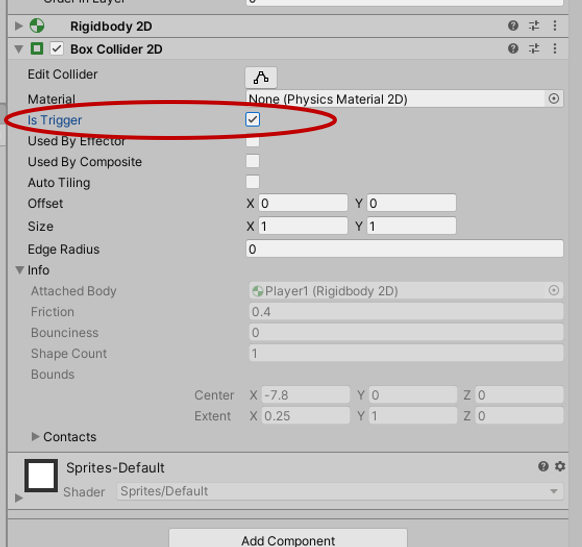 Order in Layer 0
Rigidbody 2D
Box Collider 2D
Edit Collider
Material None (Physics Material 2D)
Is Trigger
Used By Effector
Used By Composite
Auto Tiling
Offset X 0 Y 0
Size X 1 Y 1
Edge Radius 0
Info
Attached Body Player1 (Rigidbody 2D)
Friction 0.4
Bounciness 0
Shape Count 1
Bounds
Center X -7.8 Y 0 Z 0
Extent X 0.25 Y 1 Z 0
Contacts
Sprites-Default
Shader Sprites/Default
Add Component